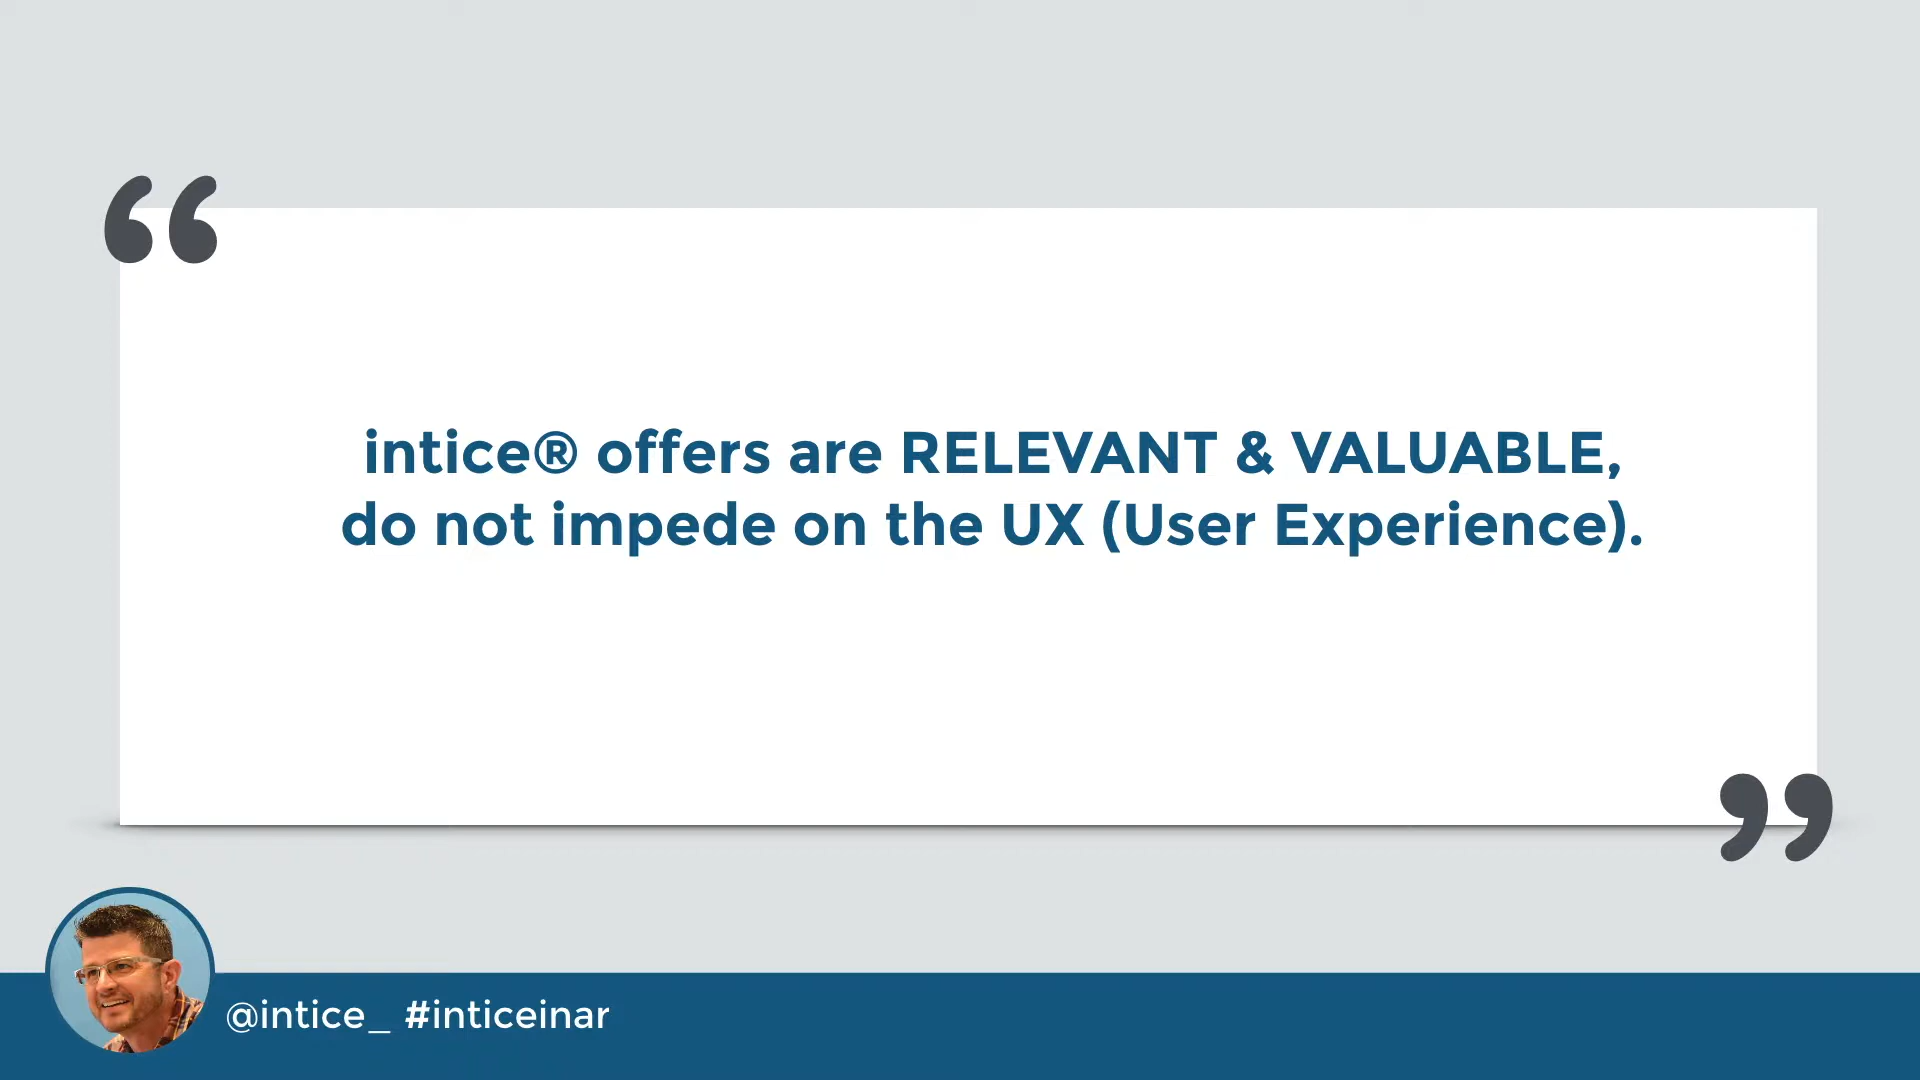 intice® offers are RELEVANT & VALUABLE,
do not impede on the UX (User Experience).
@intice_ #inticeinar